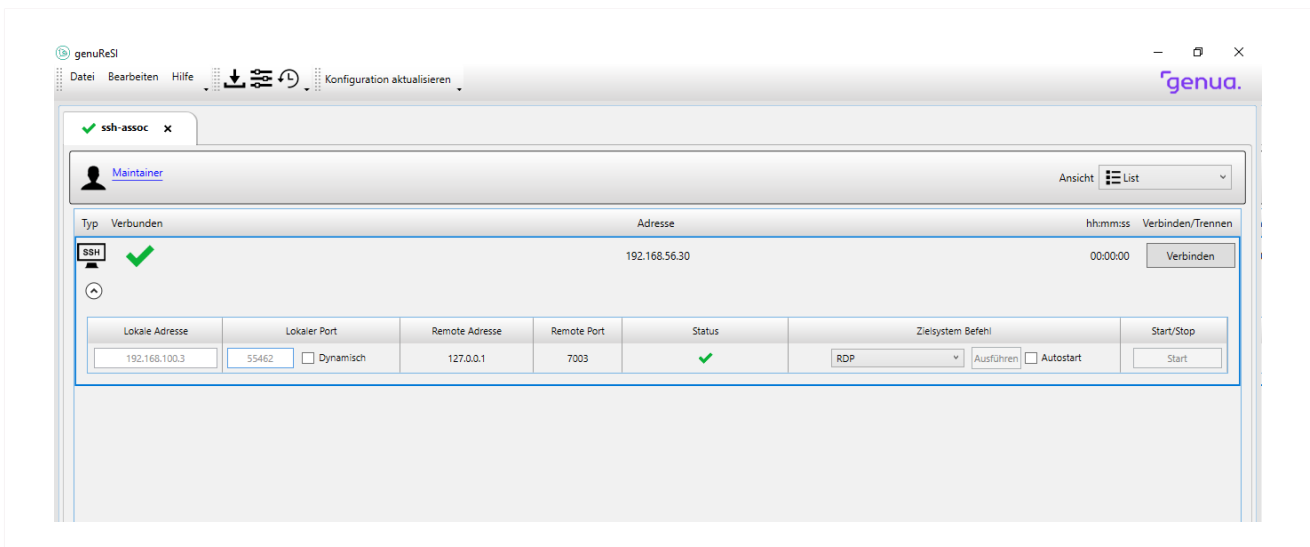 genuReSI
Datei Bearbeiten Hilfe Konfiguration aktualisieren
genua.
ssh-assoc x
Maintainer
Ansicht List
Typ Verbunden Adresse hh:mm:ss Verbinden/Trennen
SSH 192.168.56.30 00:00:00 Verbinden
Lokale Adresse Lokaler Port Remote Adresse Remote Port Status Zielsystem Befehl Start/Stop
192.168.100.3 55462 Dynamisch 127.0.0.1 7003 RDP Ausführen Autostart Start